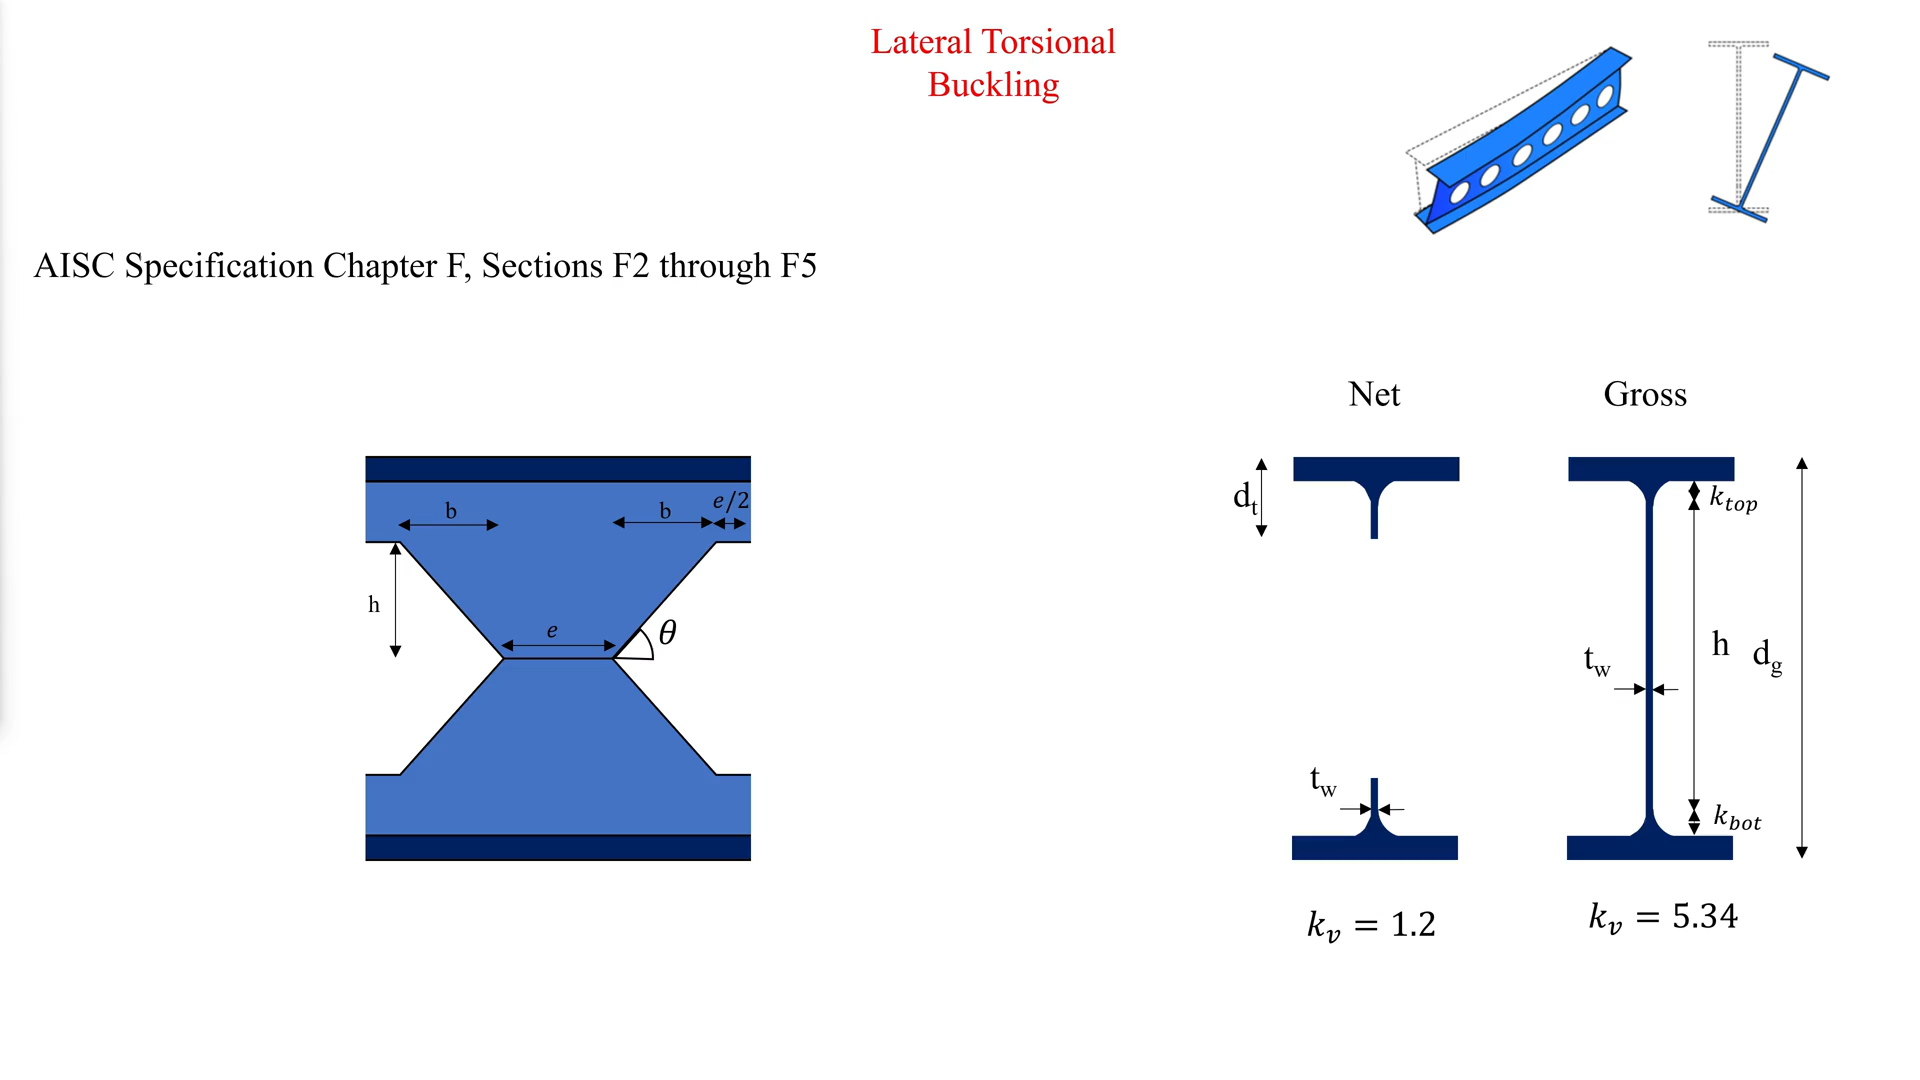 Lateral Torsional
Buckling
AISC Specification Chapter F, Sections F2 through F5
Net
Gross
b
b
e/2
h
e
θ
dt
tw
ktop
tw
h
dg
kbot
kv = 1.2
kv = 5.34